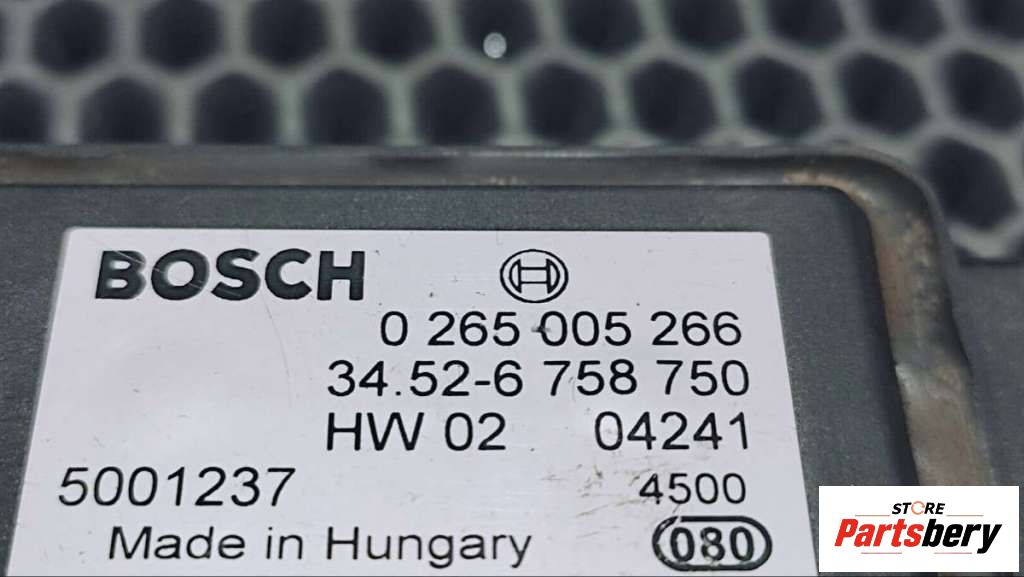 BOSCH
0 265 005 266
34.52-6 758 750
HW 02 04241
5001237 4500
Made in Hungary 080
STORE
Partsbery